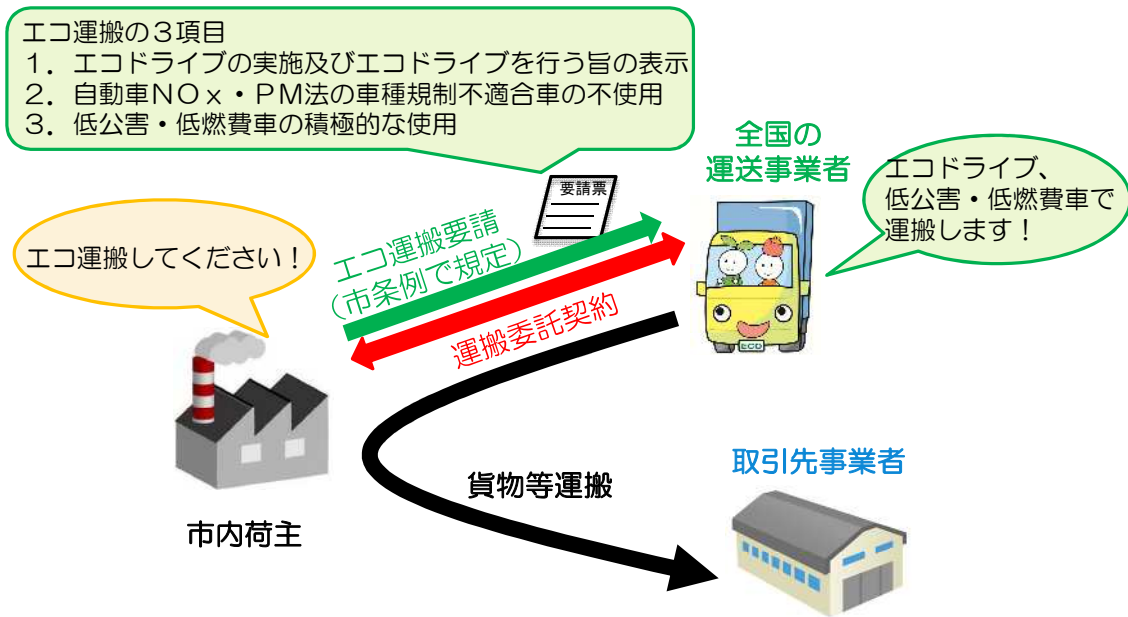 エコ運搬の３項目
１．エコドライブの実施及びエコドライブを行う旨の表示
２．自動車ＮＯｘ・ＰＭ法の車種規制不適合車の不使用
３．低公害・低燃費車の積極的な使用
全国の
運送事業者
エコドライブ、
低公害・低燃費車で
運搬します！
要請票
エコ運搬してください！
エコ運搬要請
（市条例で規定）
運搬委託契約
ECO
取引先事業者
貨物等運搬
市内荷主